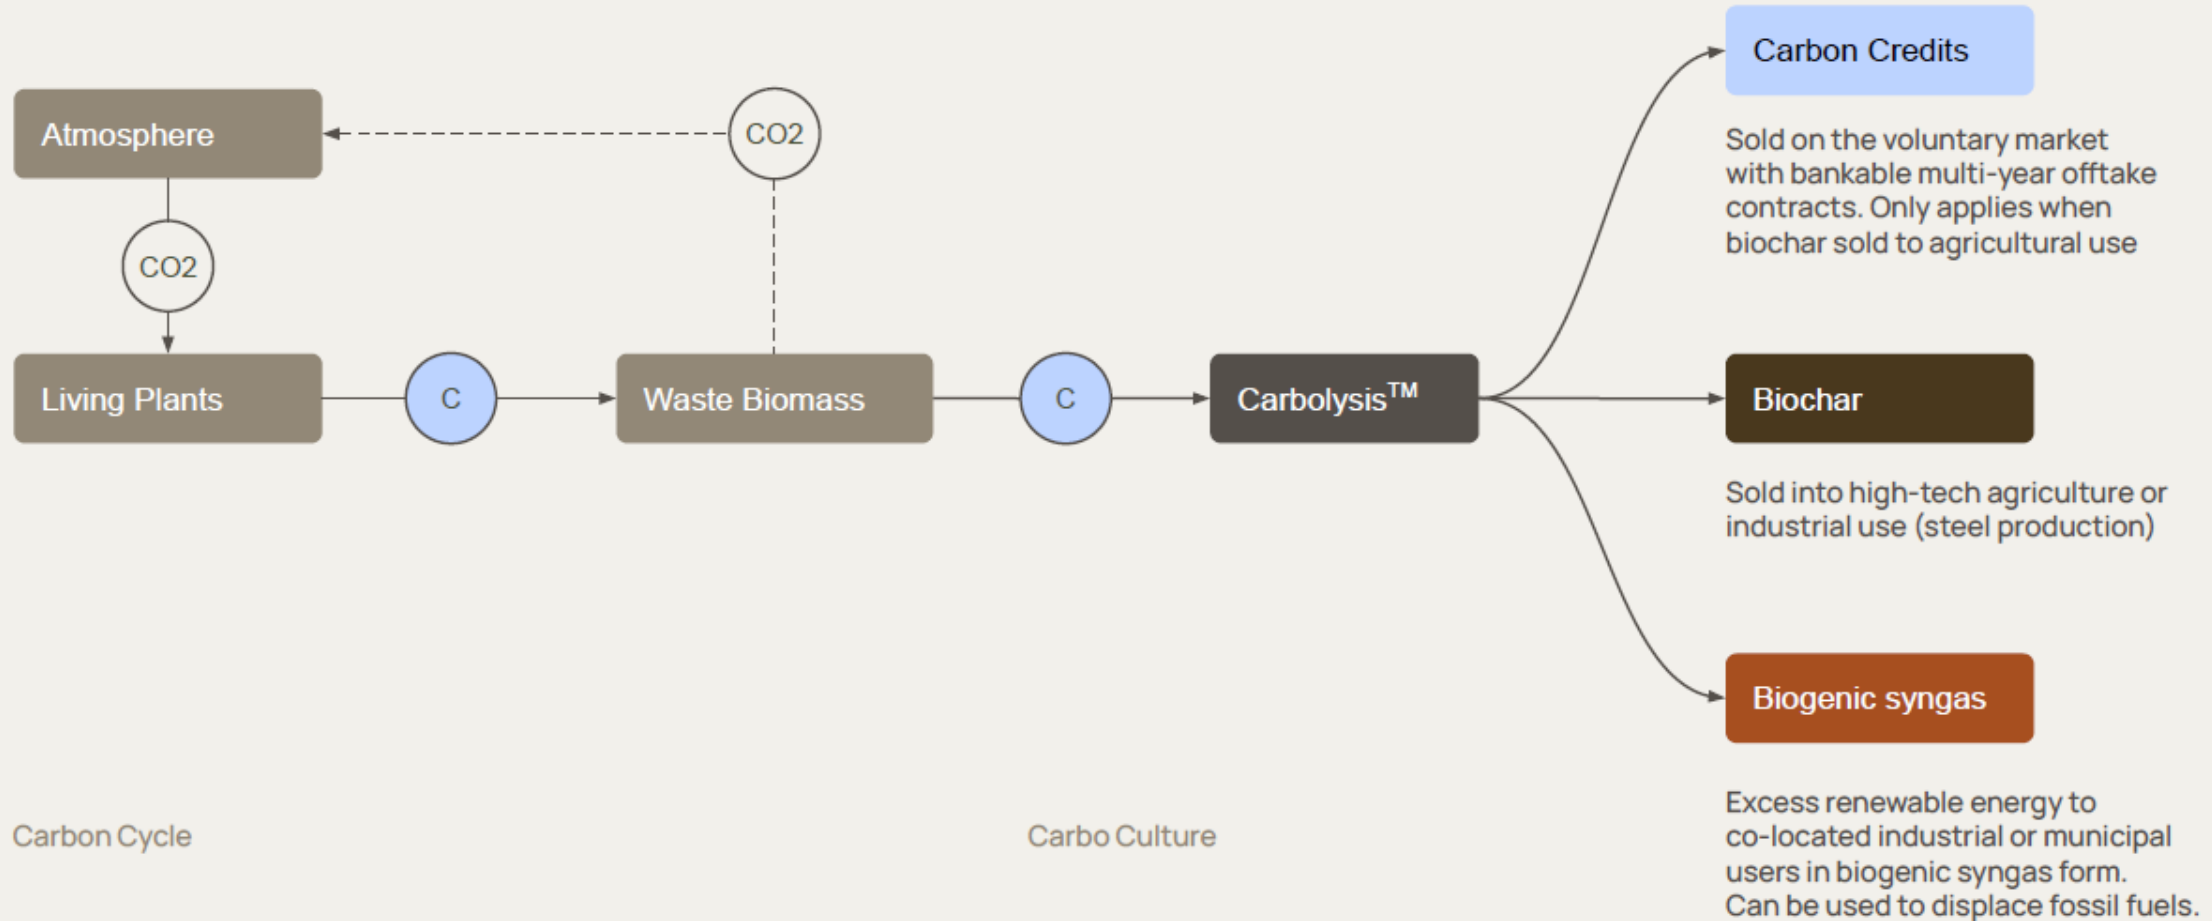 Carbon Credits
Sold on the voluntary market
with bankable multi-year offtake
contracts. Only applies when
biochar sold to agricultural use
Atmosphere
CO2
CO2
Living Plants
C
Waste Biomass
C
Carbolysis™
Biochar
Sold into high-tech agriculture or
industrial use (steel production)
Biogenic syngas
Excess renewable energy to
co-located industrial or municipal
users in biogenic syngas form.
Can be used to displace fossil fuels.
Carbon Cycle
Carbo Culture